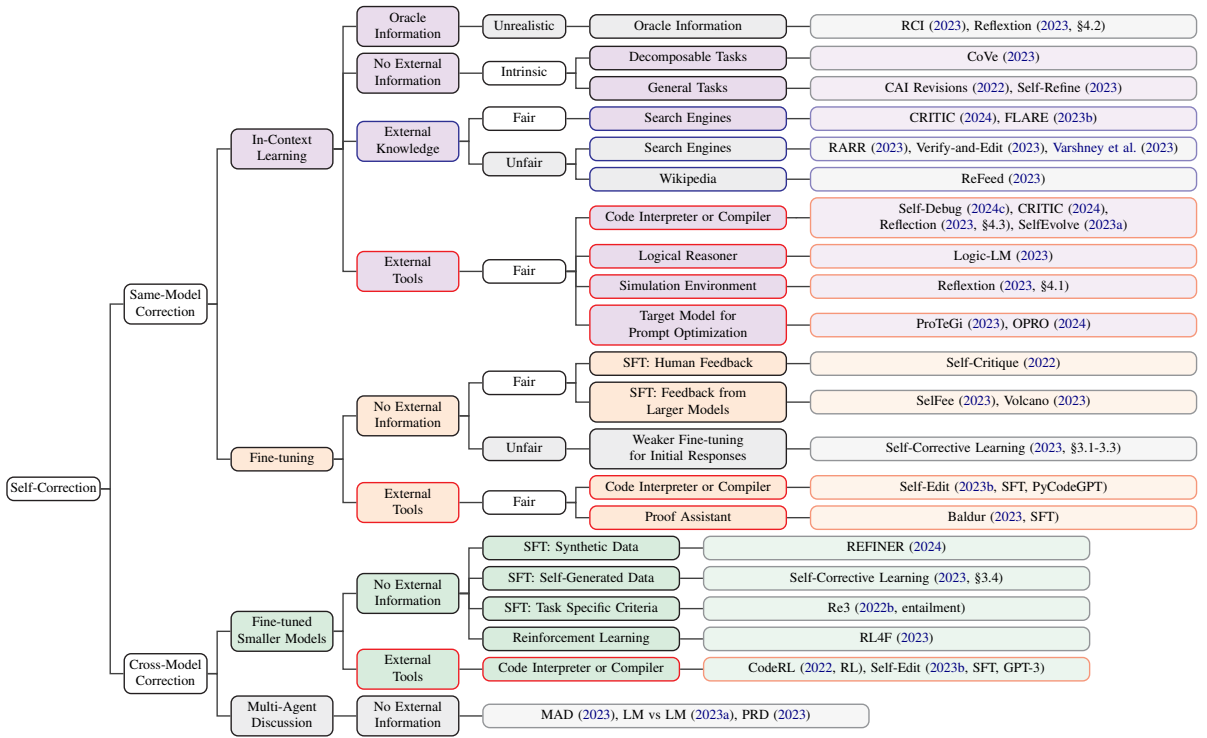 Self-Correction
Same-Model
Correction
In-Context
Learning
Oracle
Information
Unrealistic
Oracle Information
RCI (2023), Reflextion (2023, §4.2)
No External
Information
Intrinsic
Decomposable Tasks
CoVe (2023)
General Tasks
CAI Revisions (2022), Self-Refine (2023)
External
Knowledge
Fair
Search Engines
CRITIC (2024), FLARE (2023b)
Unfair
Search Engines
RARR (2023), Verify-and-Edit (2023), Varshney et al. (2023)
Wikipedia
ReFeed (2023)
External
Tools
Fair
Code Interpreter or Compiler
Self-Debug (2024c), CRITIC (2024),
Reflection (2023, §4.3), SelfEvolve (2023a)
Logical Reasoner
Logic-LM (2023)
Simulation Environment
Reflextion (2023, §4.1)
Target Model for
Prompt Optimization
ProTeGi (2023), OPRO (2024)
Fine-tuning
No External
Information
Fair
SFT: Human Feedback
Self-Critique (2022)
SFT: Feedback from
Larger Models
SelFee (2023), Volcano (2023)
Unfair
Weaker Fine-tuning
for Initial Responses
Self-Corrective Learning (2023, §3.1-3.3)
External
Tools
Fair
Code Interpreter or Compiler
Self-Edit (2023b, SFT, PyCodeGPT)
Proof Assistant
Baldur (2023, SFT)
Cross-Model
Correction
Fine-tuned
Smaller Models
No External
Information
SFT: Synthetic Data
REFINER (2024)
SFT: Self-Generated Data
Self-Corrective Learning (2023, §3.4)
SFT: Task Specific Criteria
Re3 (2022b, entailment)
Reinforcement Learning
RL4F (2023)
External
Tools
Code Interpreter or Compiler
CodeRL (2022, RL), Self-Edit (2023b, SFT, GPT-3)
Multi-Agent
Discussion
No External
Information
MAD (2023), LM vs LM (2023a), PRD (2023)